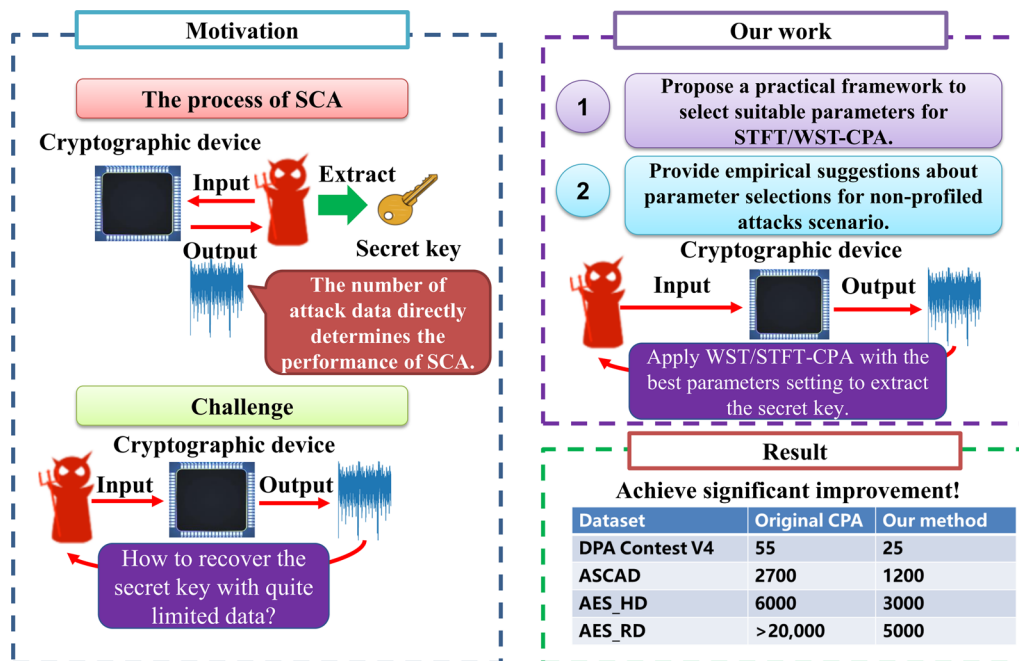 Motivation
The process of SCA
Cryptographic device
Input
Extract
Output
Secret key
The number of
attack data directly
determines the
performance of SCA.
Challenge
Cryptographic device
Input
Output
How to recover the
secret key with quite
limited data?
Our work
1
Propose a practical framework to
select suitable parameters for
STFT/WST-CPA.
2
Provide empirical suggestions about
parameter selections for non-profiled
attacks scenario.
Cryptographic device
Input
Output
Apply WST/STFT-CPA with the
best parameters setting to extract
the secret key.
Result
Achieve significant improvement!
Dataset Original CPA Our method
DPA Contest V4 55 25
ASCAD 2700 1200
AES_HD 6000 3000
AES_RD >20,000 5000